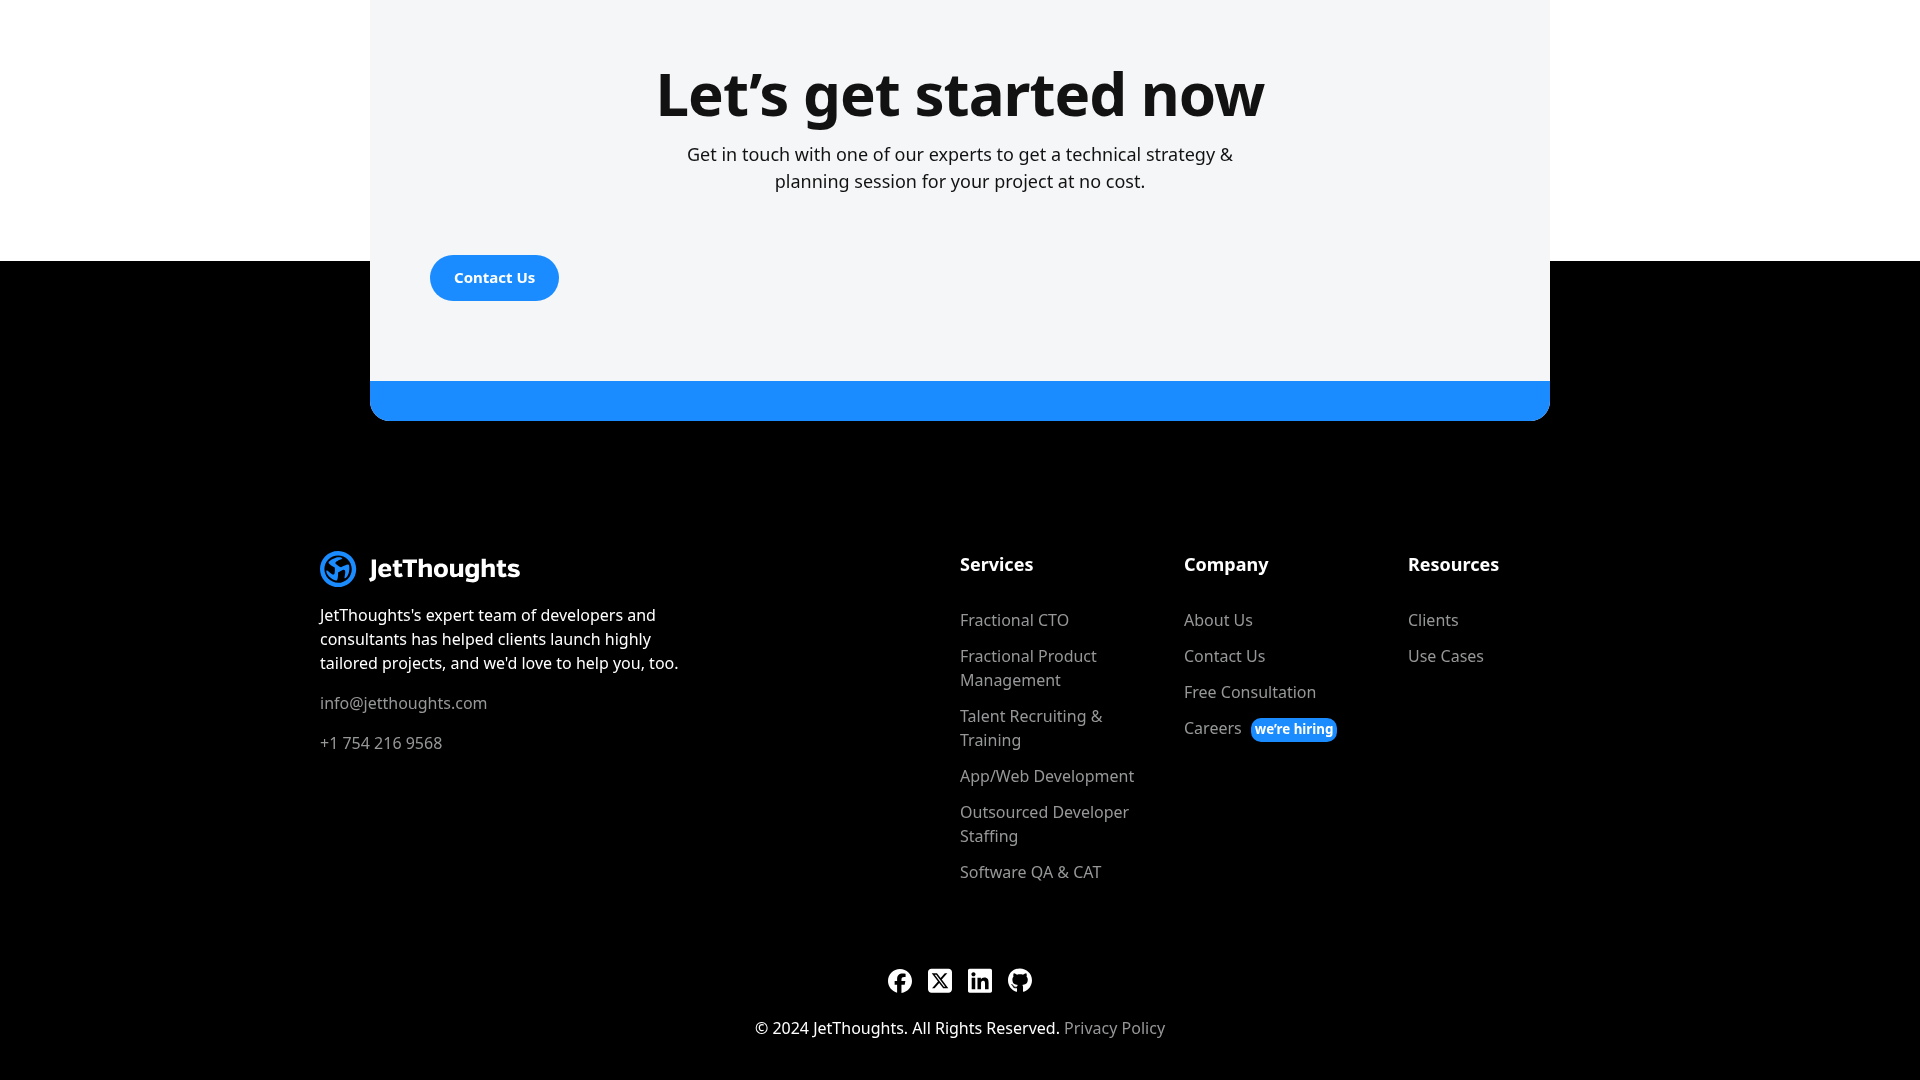 Let’s get started now
Get in touch with one of our experts to get a technical strategy &
planning session for your project at no cost.
Contact Us
JetThoughts
JetThoughts's expert team of developers and
consultants has helped clients launch highly
tailored projects, and we'd love to help you, too.
info@jetthoughts.com
+1 754 216 9568
Services
Fractional CTO
Fractional Product
Management
Talent Recruiting &
Training
App/Web Development
Outsourced Developer
Staffing
Software QA & CAT
Company
About Us
Contact Us
Free Consultation
Careers we’re hiring
Resources
Clients
Use Cases
© 2024 JetThoughts. All Rights Reserved. Privacy Policy